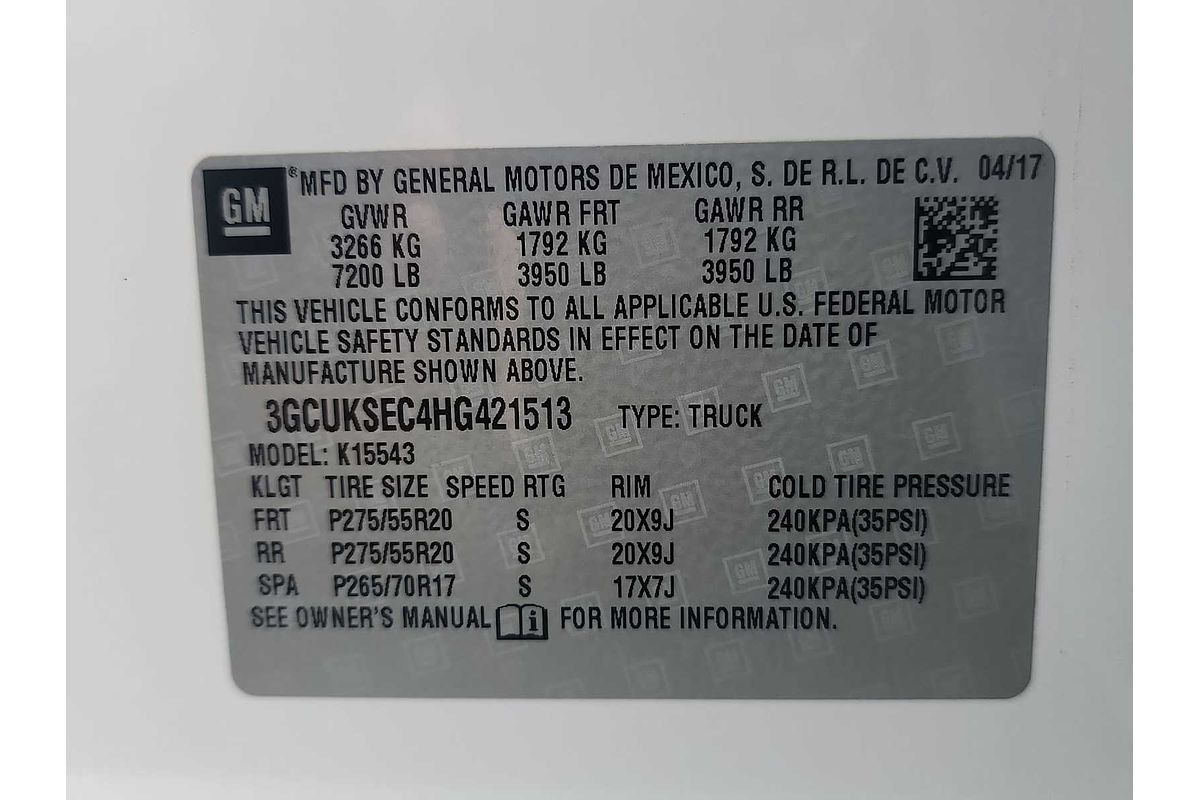 GM ® MFD BY GENERAL MOTORS DE MEXICO, S. DE R.L. DE C.V. 04/17
GVWR GAWR FRT GAWR RR
3266 KG 1792 KG 1792 KG
7200 LB 3950 LB 3950 LB
THIS VEHICLE CONFORMS TO ALL APPLICABLE U.S. FEDERAL MOTOR
VEHICLE SAFETY STANDARDS IN EFFECT ON THE DATE OF
MANUFACTURE SHOWN ABOVE.
3GCUKSEC4HG421513 TYPE: TRUCK
MODEL: K15543
KLGT TIRE SIZE SPEED RTG RIM COLD TIRE PRESSURE
FRT P275/55R20 S 20X9J 240KPA(35PSI)
RR P275/55R20 S 20X9J 240KPA(35PSI)
SPA P265/70R17 S 17X7J 240KPA(35PSI)
SEE OWNER'S MANUAL i FOR MORE INFORMATION.